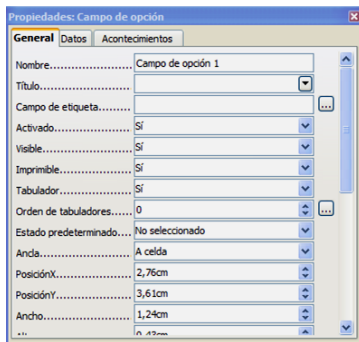 Propiedades: Campo de opción
General Datos Acontecimientos
Nombre...................... Campo de opción 1
Título............................
Campo de etiqueta.........
Activado....................... Sí
Visible........................... Sí
Imprimible..................... Sí
Tabulador...................... Sí
Orden de tabuladores...... 0
Estado predeterminado.... No seleccionado
Ancla............................ A celda
PosiciónX...................... 2,76cm
PosiciónY...................... 3,61cm
Ancho........................... 1,24cm